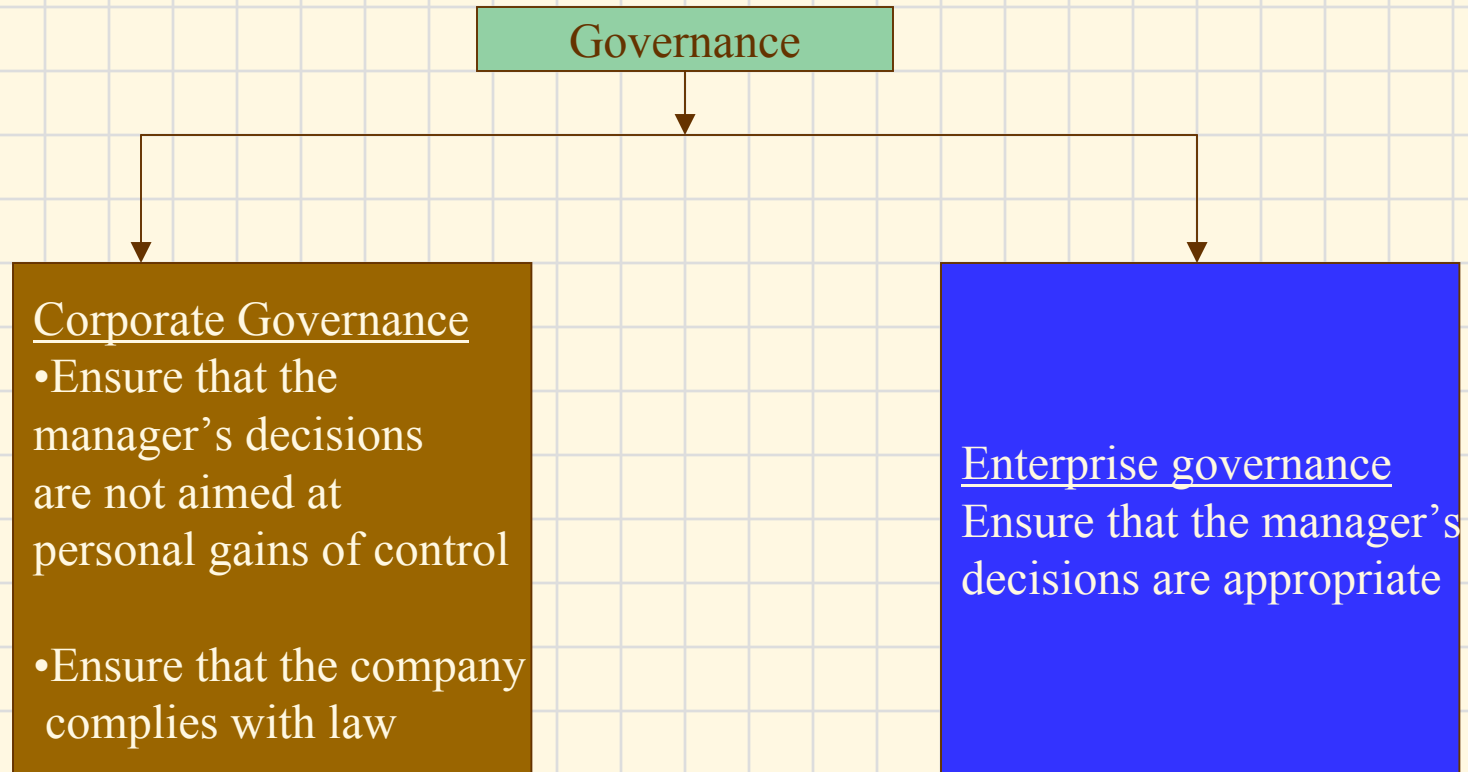 Governance
Corporate Governance
•Ensure that the
manager’s decisions
are not aimed at
personal gains of control
•Ensure that the company
complies with law
Enterprise governance
Ensure that the manager’s
decisions are appropriate